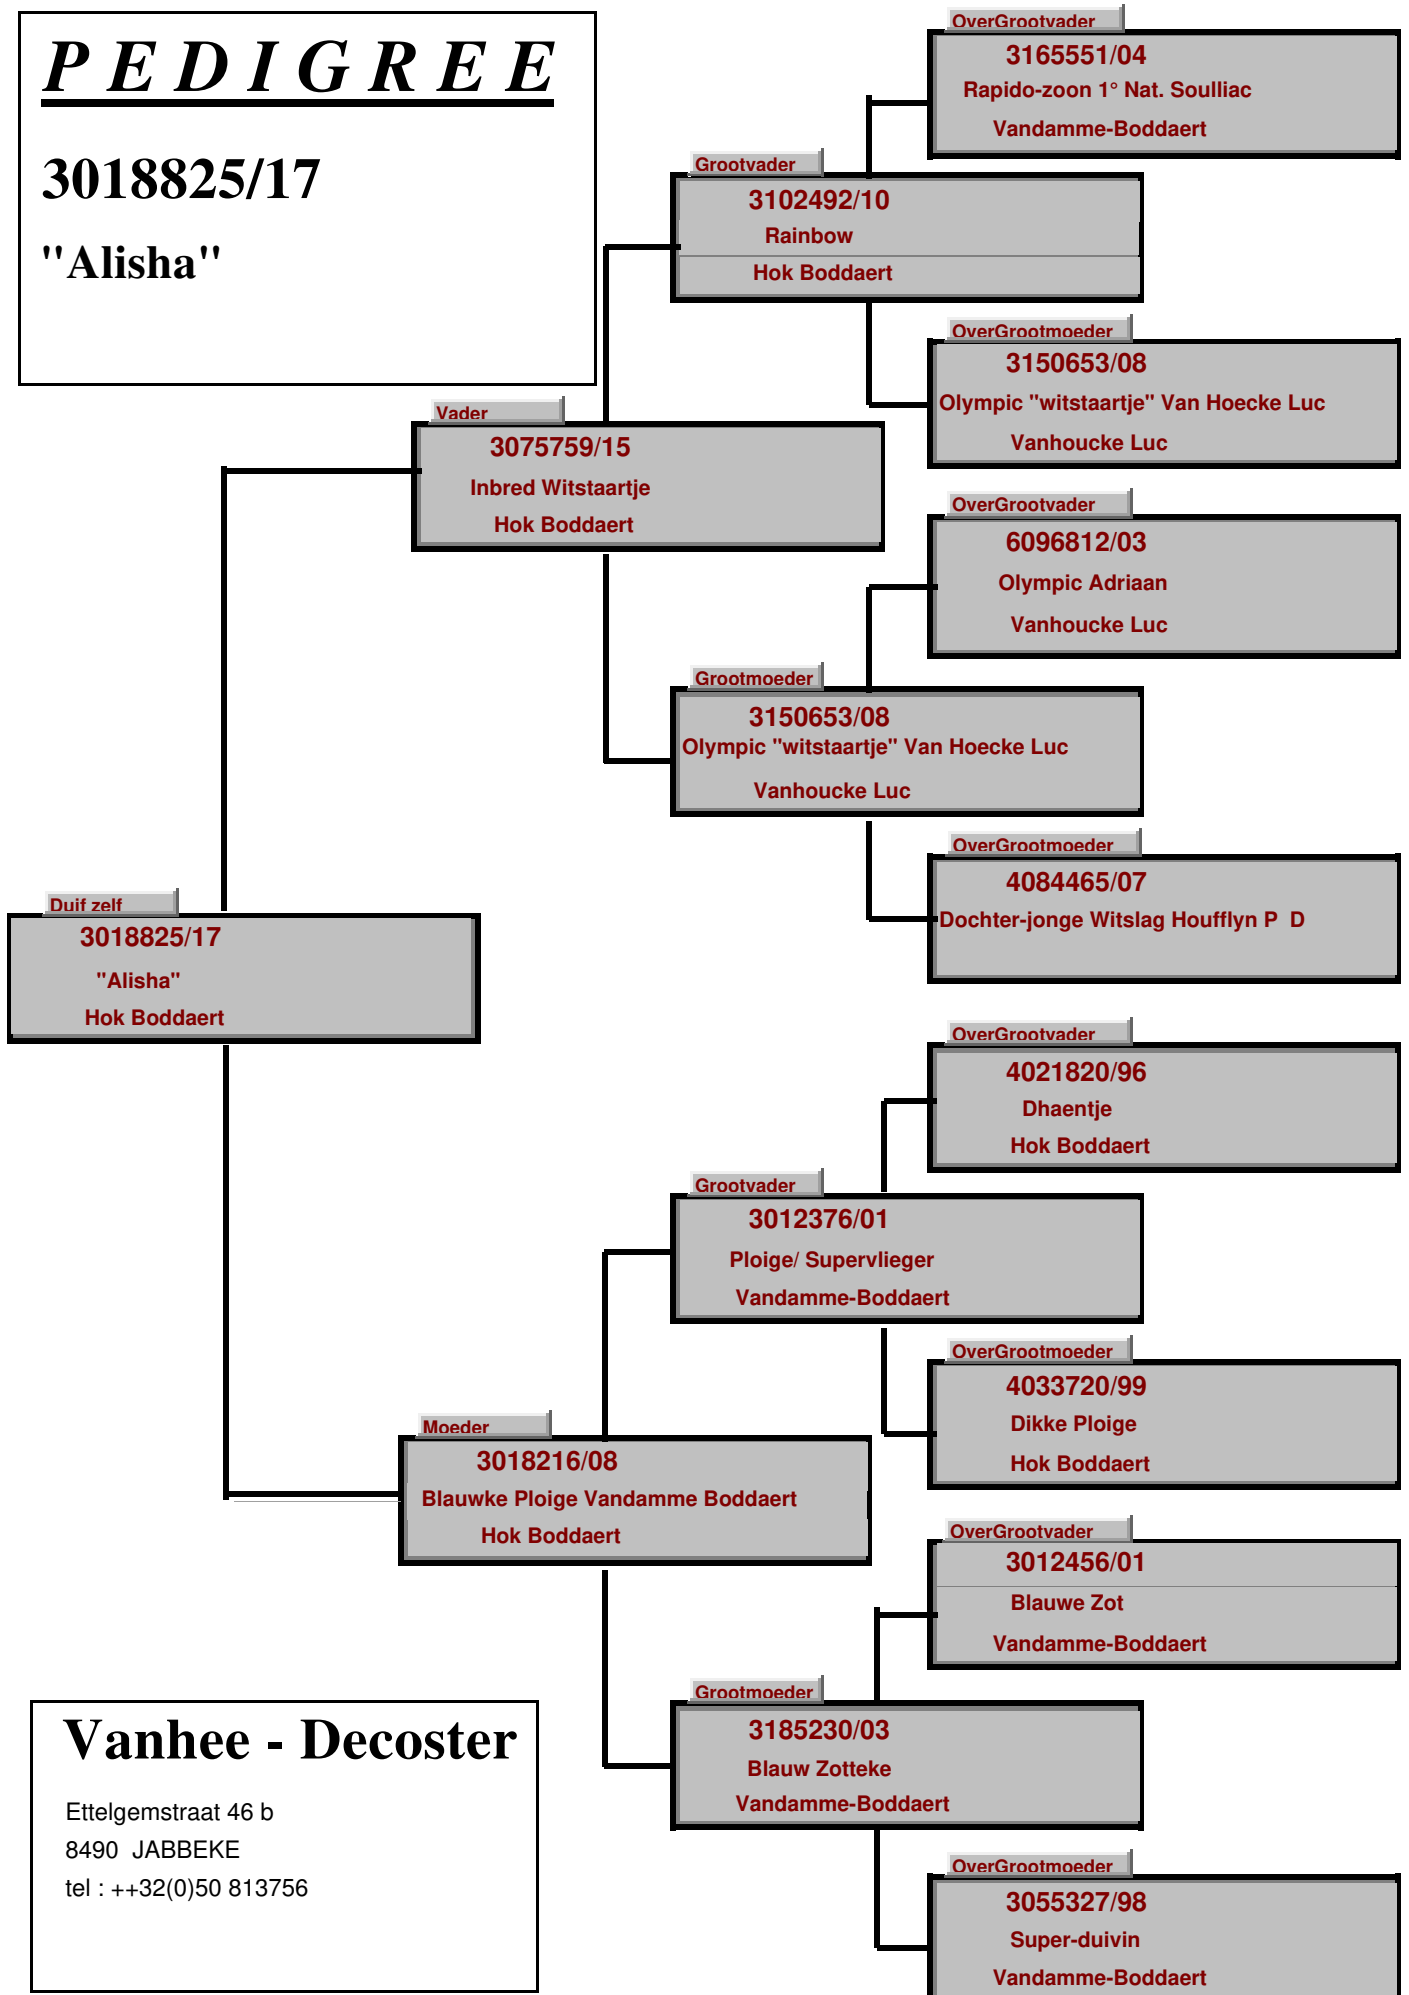 PEDIGREE
3018825/17
"Alisha"
OverGrootvader
3165551/04
Rapido-zoon 1° Nat. Soulliac
Vandamme-Boddaert
Grootvader
3102492/10
Rainbow
Hok Boddaert
OverGrootmoeder
3150653/08
Olympic "witstaartje" Van Hoecke Luc
Vanhoucke Luc
Vader
3075759/15
Inbred Witstaartje
Hok Boddaert
OverGrootvader
6096812/03
Olympic Adriaan
Vanhoucke Luc
Grootmoeder
3150653/08
Olympic "witstaartje" Van Hoecke Luc
Vanhoucke Luc
OverGrootmoeder
4084465/07
Dochter-jonge Witslag Houfflyn P  D
Duif zelf
3018825/17
"Alisha"
Hok Boddaert
OverGrootvader
4021820/96
Dhaentje
Hok Boddaert
Grootvader
3012376/01
Ploige/ Supervlieger
Vandamme-Boddaert
OverGrootmoeder
4033720/99
Dikke Ploige
Hok Boddaert
Moeder
3018216/08
Blauwke Ploige Vandamme Boddaert
Hok Boddaert
OverGrootvader
3012456/01
Blauwe Zot
Vandamme-Boddaert
Grootmoeder
3185230/03
Blauw Zotteke
Vandamme-Boddaert
OverGrootmoeder
3055327/98
Super-duivin
Vandamme-Boddaert
Vanhee - Decoster
Ettelgemstraat 46 b
8490  JABBEKE
tel : ++32(0)50 813756